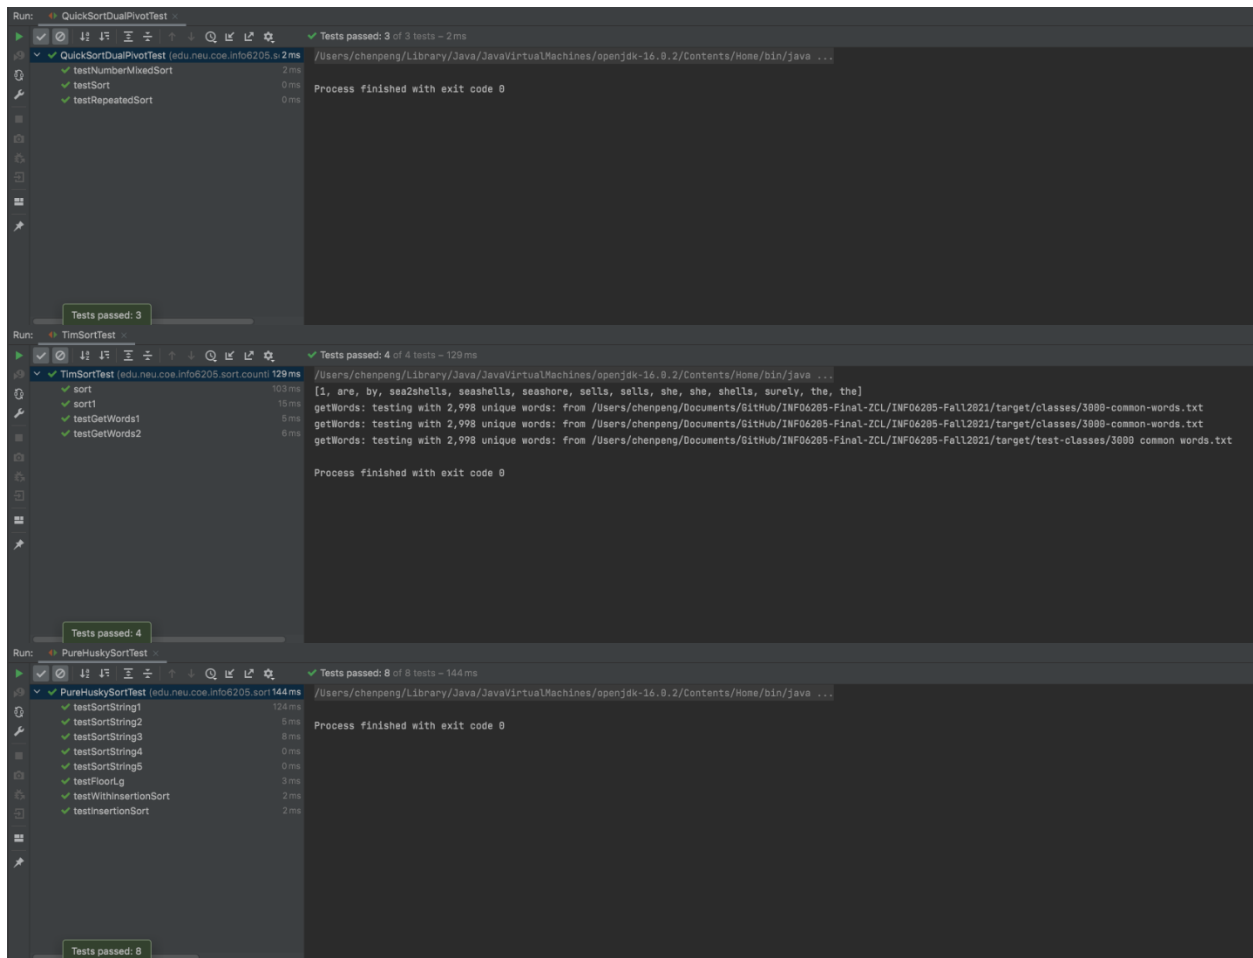 Run: QuickSortDualPivotTest ×
Tests passed: 3 of 3 tests – 2 ms
QuickSortDualPivotTest (edu.neu.coe.info6205.s 2 ms
/Users/chenpeng/Library/Java/JavaVirtualMachines/openjdk-16.0.2/Contents/Home/bin/java ...
testNumberMixedSort 2 ms
testSort 0 ms
Process finished with exit code 0
testRepeatedSort 0 ms
Tests passed: 3
Run: TimSortTest ×
Tests passed: 4 of 4 tests – 129 ms
TimSortTest (edu.neu.coe.info6205.sort.counti 129 ms
/Users/chenpeng/Library/Java/JavaVirtualMachines/openjdk-16.0.2/Contents/Home/bin/java ...
sort 103 ms
[1, are, by, sea2shells, seashells, seashore, sells, sells, she, she, shells, surely, the, the]
sort1 15 ms
getWords: testing with 2,998 unique words: from /Users/chenpeng/Documents/GitHub/INFO6205-Final-ZCL/INFO6205-Fall2021/target/classes/3000-common-words.txt
testGetWords1 5 ms
getWords: testing with 2,998 unique words: from /Users/chenpeng/Documents/GitHub/INFO6205-Final-ZCL/INFO6205-Fall2021/target/classes/3000-common-words.txt
testGetWords2 6 ms
getWords: testing with 2,998 unique words: from /Users/chenpeng/Documents/GitHub/INFO6205-Final-ZCL/INFO6205-Fall2021/target/test-classes/3000 common words.txt
Process finished with exit code 0
Tests passed: 4
Run: PureHuskySortTest ×
Tests passed: 8 of 8 tests – 144 ms
PureHuskySortTest (edu.neu.coe.info6205.sort 144 ms
/Users/chenpeng/Library/Java/JavaVirtualMachines/openjdk-16.0.2/Contents/Home/bin/java ...
testSortString1 124 ms
testSortString2 5 ms
Process finished with exit code 0
testSortString3 8 ms
testSortString4 0 ms
testSortString5 0 ms
testFloorLg 3 ms
testWithInsertionSort 2 ms
testInsertionSort 2 ms
Tests passed: 8